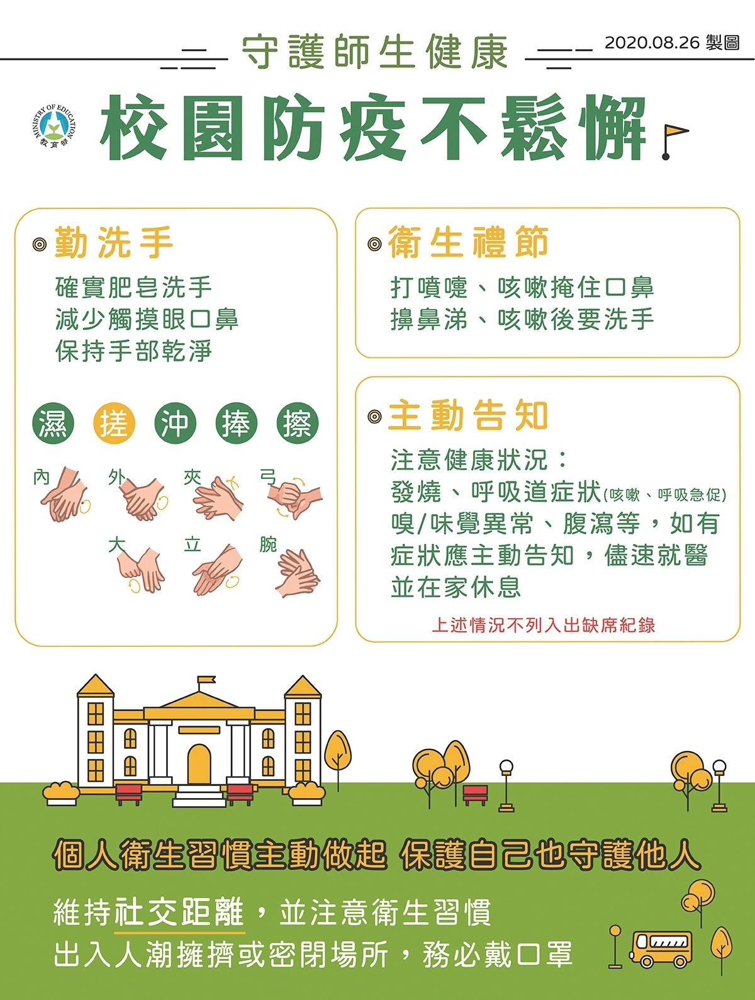 守護師生健康
2020.08.26 製圖
MINISTRY OF EDUCATION
教育部
校園防疫不鬆懈
勤洗手
確實肥皂洗手
減少觸摸眼口鼻
保持手部乾淨
濕 搓 沖 捧 擦
內 外 夾 弓
大 立 腕
衛生禮節
打噴嚏、咳嗽掩住口鼻
擤鼻涕、咳嗽後要洗手
主動告知
注意健康狀況：
發燒、呼吸道症狀(咳嗽、呼吸急促)
嗅/味覺異常、腹瀉等，如有
症狀應主動告知，儘速就醫
並在家休息
上述情況不列入出缺席紀錄
個人衛生習慣主動做起 保護自己也守護他人
維持社交距離，並注意衛生習慣
出入人潮擁擠或密閉場所，務必戴口罩